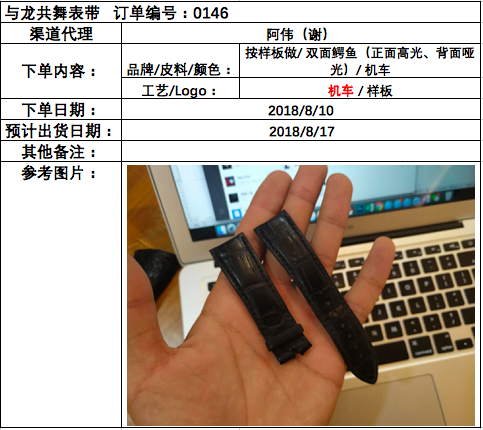 与龙共舞表带 订单编号：0146
渠道代理
阿伟（谢）
下单内容：
品牌/皮料/颜色：
按样板做/ 双面鳄鱼（正面高光、背面哑
光）/ 机车
工艺/Logo：
机车 / 样板
下单日期：
2018/8/10
预计出货日期：
2018/8/17
其他备注：
参考图片：